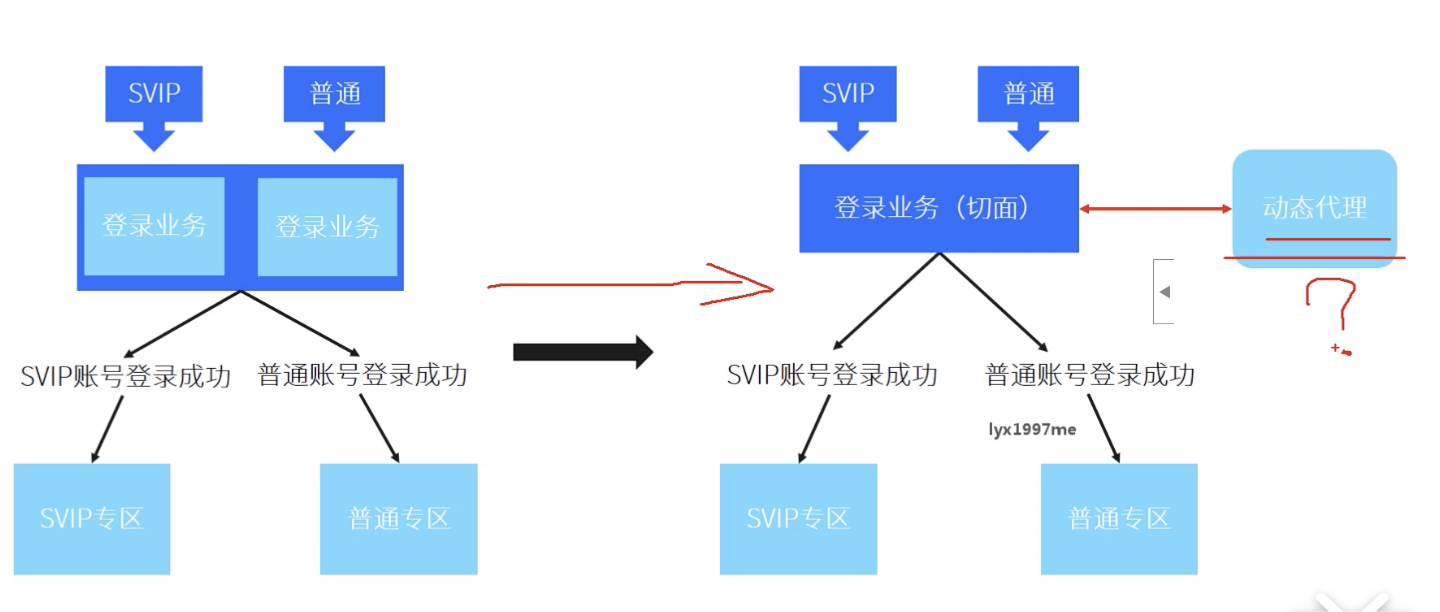 SVIP
普通
登录业务
登录业务
SVIP账号登录成功
普通账号登录成功
SVIP专区
普通专区
SVIP
普通
登录业务（切面）
动态代理
?
SVIP账号登录成功
普通账号登录成功
lyx1997me
SVIP专区
普通专区